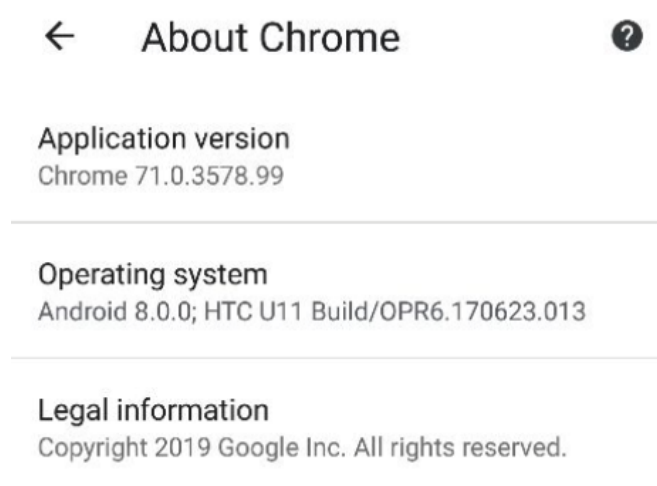 About Chrome
Application version
Chrome 71.0.3578.99
Operating system
Android 8.0.0; HTC U11 Build/OPR6.170623.013
Legal information
Copyright 2019 Google Inc. All rights reserved.